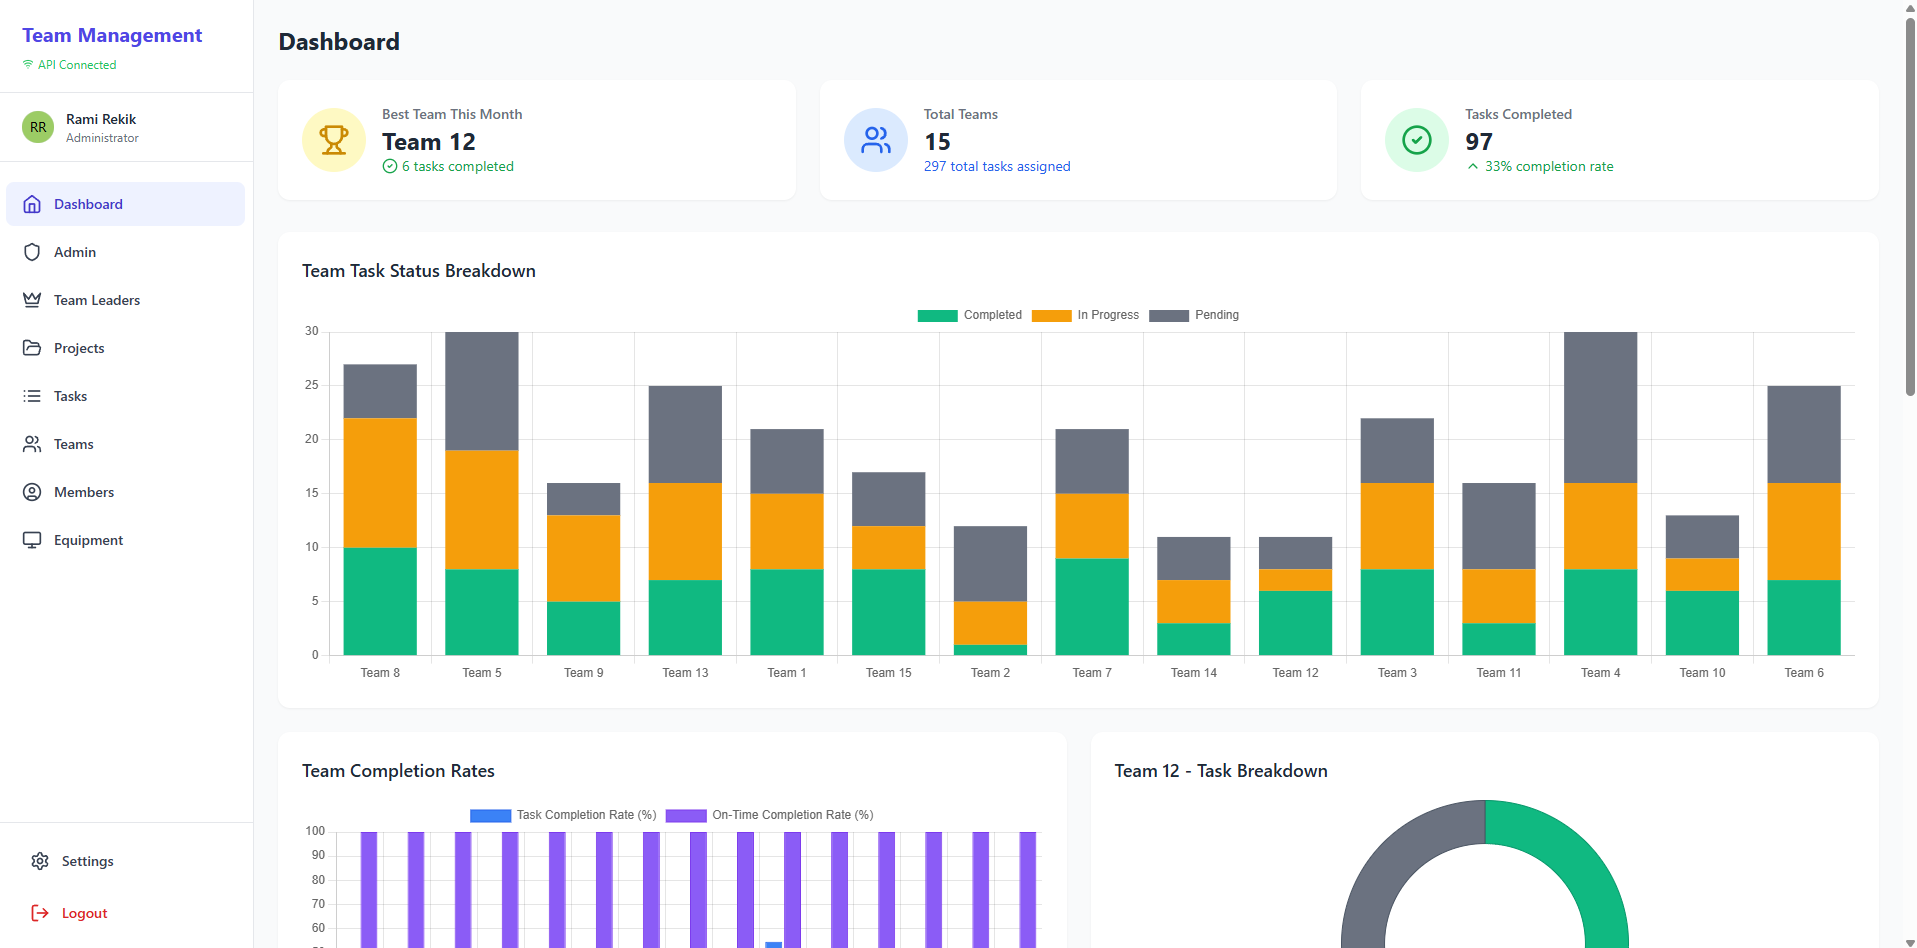 Team Management
API Connected
RR
Rami Rekik
Administrator
Dashboard
Admin
Team Leaders
Projects
Tasks
Teams
Members
Equipment
Settings
Logout
Dashboard
Best Team This Month
Team 12
6 tasks completed
Total Teams
15
297 total tasks assigned
Tasks Completed
97
33% completion rate
Team Task Status Breakdown
Completed In Progress Pending
30
25
20
15
10
5
0
Team 8 Team 5 Team 9 Team 13 Team 1 Team 15 Team 2 Team 7 Team 14 Team 12 Team 3 Team 11 Team 4 Team 10 Team 6
Team Completion Rates
Task Completion Rate (%) On-Time Completion Rate (%)
100
90
80
70
60
Team 12 - Task Breakdown